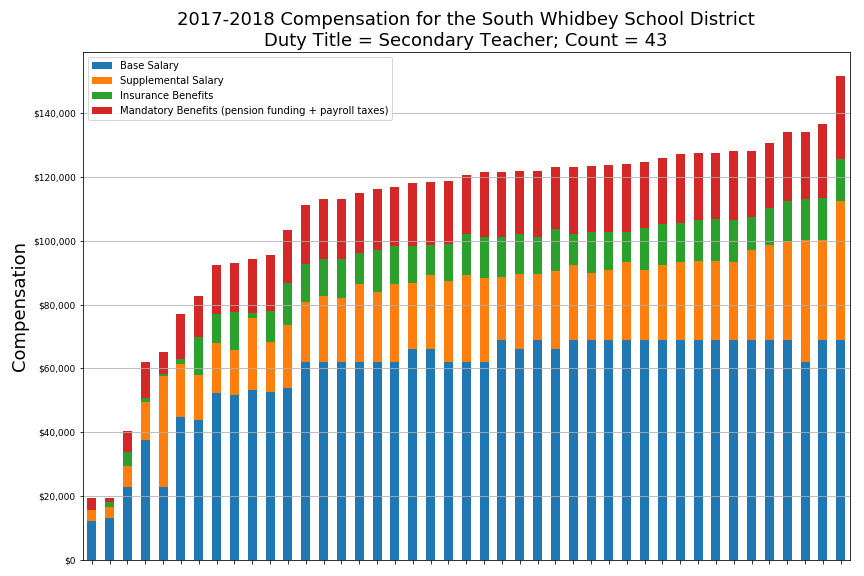 2017-2018 Compensation for the South Whidbey School District
Duty Title = Secondary Teacher; Count = 43
Base Salary
Supplemental Salary
Insurance Benefits
Mandatory Benefits (pension funding + payroll taxes)
$140,000
$120,000
$100,000
$80,000
$60,000
$40,000
$20,000
$0
Compensation